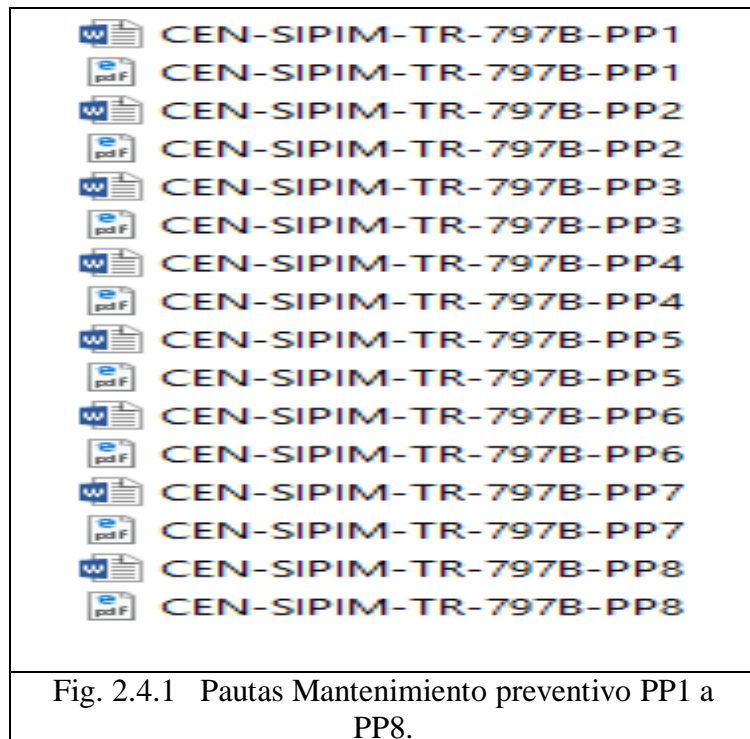 CEN-SIPIM-TR-797B-PP1
CEN-SIPIM-TR-797B-PP1
CEN-SIPIM-TR-797B-PP2
CEN-SIPIM-TR-797B-PP2
CEN-SIPIM-TR-797B-PP3
CEN-SIPIM-TR-797B-PP3
CEN-SIPIM-TR-797B-PP4
CEN-SIPIM-TR-797B-PP4
CEN-SIPIM-TR-797B-PP5
CEN-SIPIM-TR-797B-PP5
CEN-SIPIM-TR-797B-PP6
CEN-SIPIM-TR-797B-PP6
CEN-SIPIM-TR-797B-PP7
CEN-SIPIM-TR-797B-PP7
CEN-SIPIM-TR-797B-PP8
CEN-SIPIM-TR-797B-PP8
Fig. 2.4.1 Pautas Mantenimiento preventivo PP1 a
PP8.